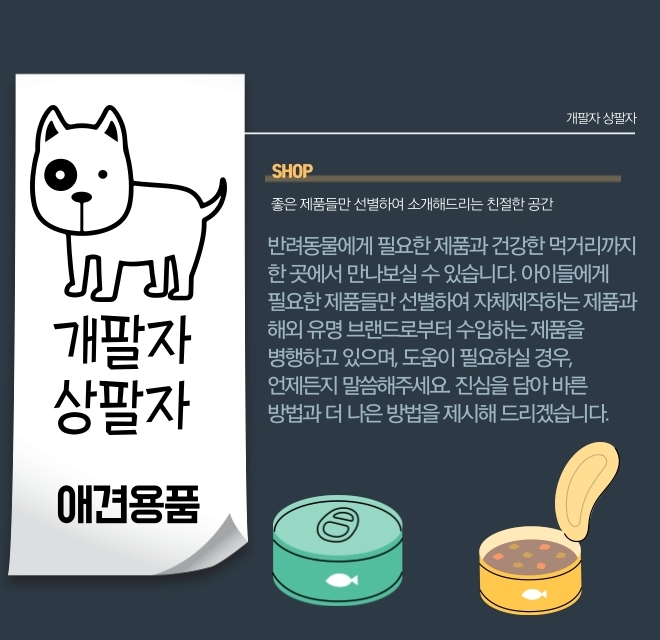 개팔자
상팔자
애견용품
개팔자 상팔자
SHOP
좋은 제품들만 선별하여 소개해드리는 친절한 공간
반려동물에게 필요한 제품과 건강한 먹거리까지
한 곳에서 만나보실 수 있습니다. 아이들에게
필요한 제품들만 선별하여 자체제작하는 제품과
해외 유명 브랜드로부터 수입하는 제품을
병행하고 있으며, 도움이 필요하실 경우,
언제든지 말씀해주세요. 진심을 담아 바른
방법과 더 나은 방법을 제시해 드리겠습니다.